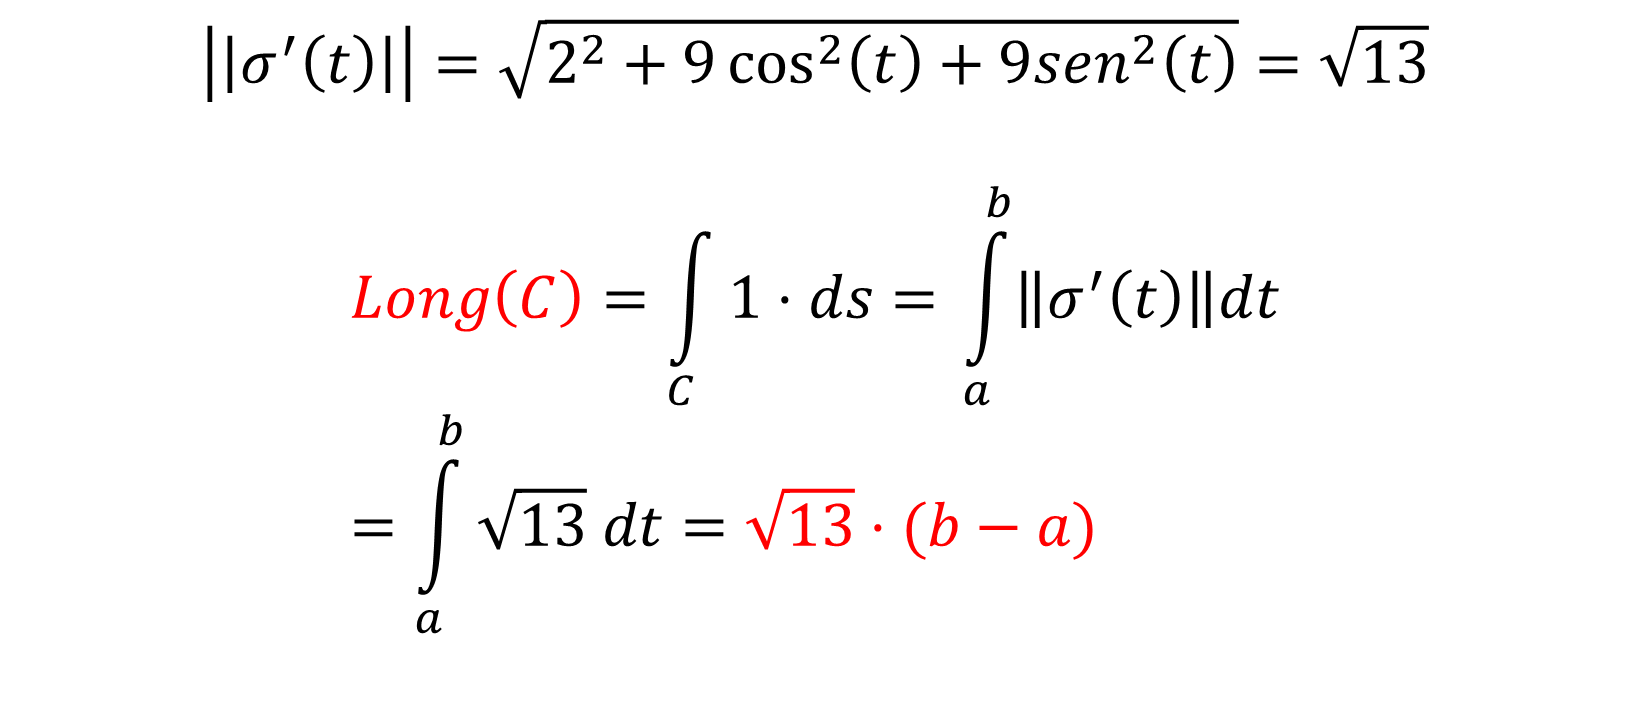 ||σ′(t)|| = √(2² + 9 cos²(t) + 9sen²(t)) = √13
Long(C) = ∫_C 1 · ds = ∫_a^b ‖σ′(t)‖dt
= ∫_a^b √13 dt = √13 · (b − a)